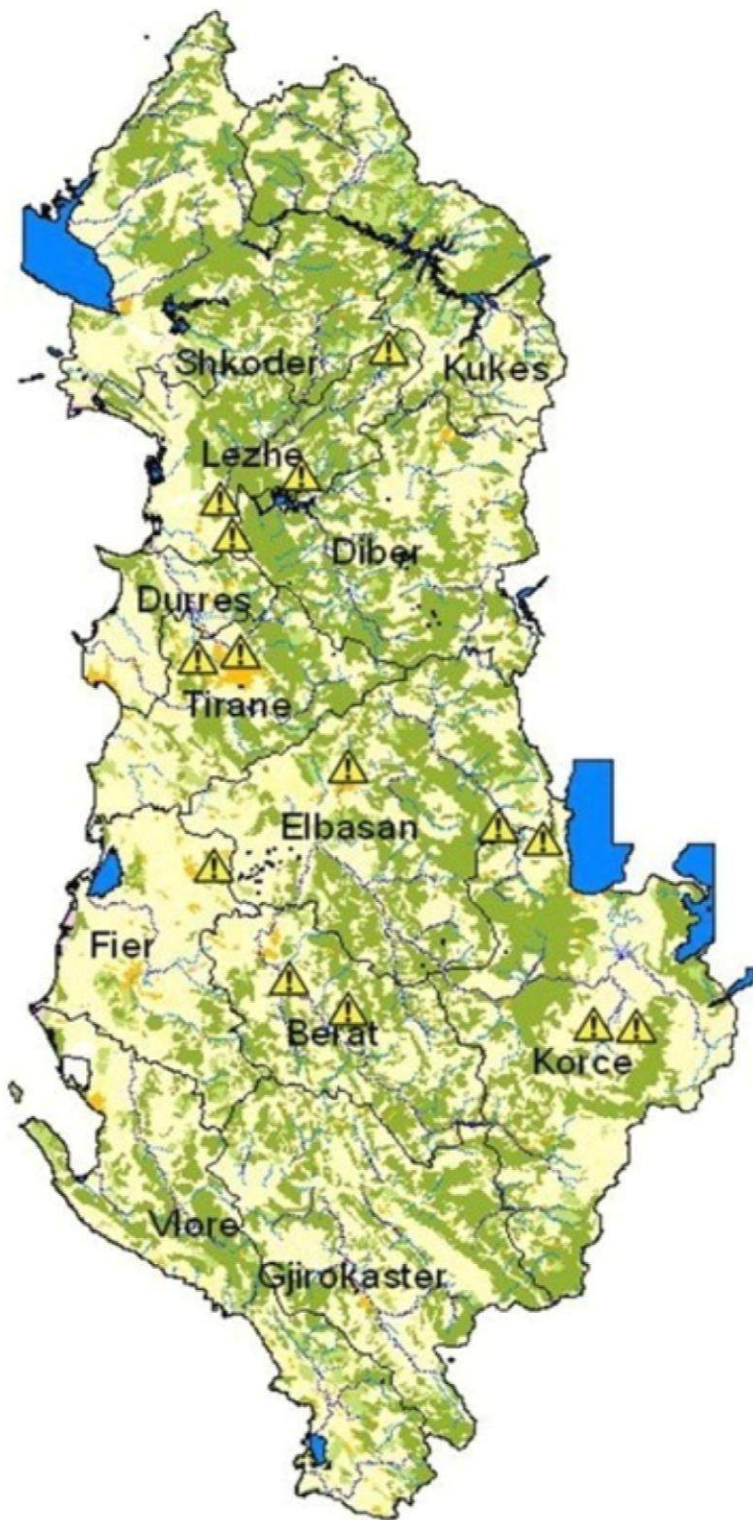 Shkoder
Kukes
Lezhe
Diber
Durres
Tirane
Elbasan
Fier
Berat
Korce
Vlore
Gjirokaster